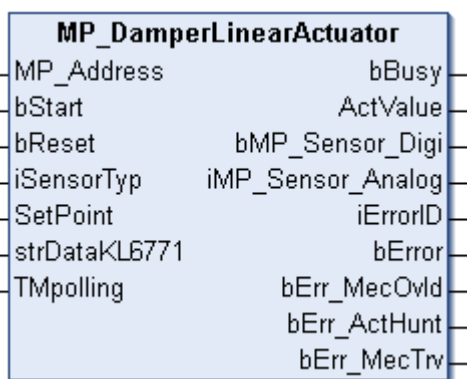 MP_DamperLinearActuator
MP_Address bBusy
bStart ActValue
bReset bMP_Sensor_Digi
iSensorTyp iMP_Sensor_Analog
SetPoint iErrorID
strDataKL6771 bError
TMpolling bErr_MecOvld
bErr_ActHunt
bErr_MecTrv